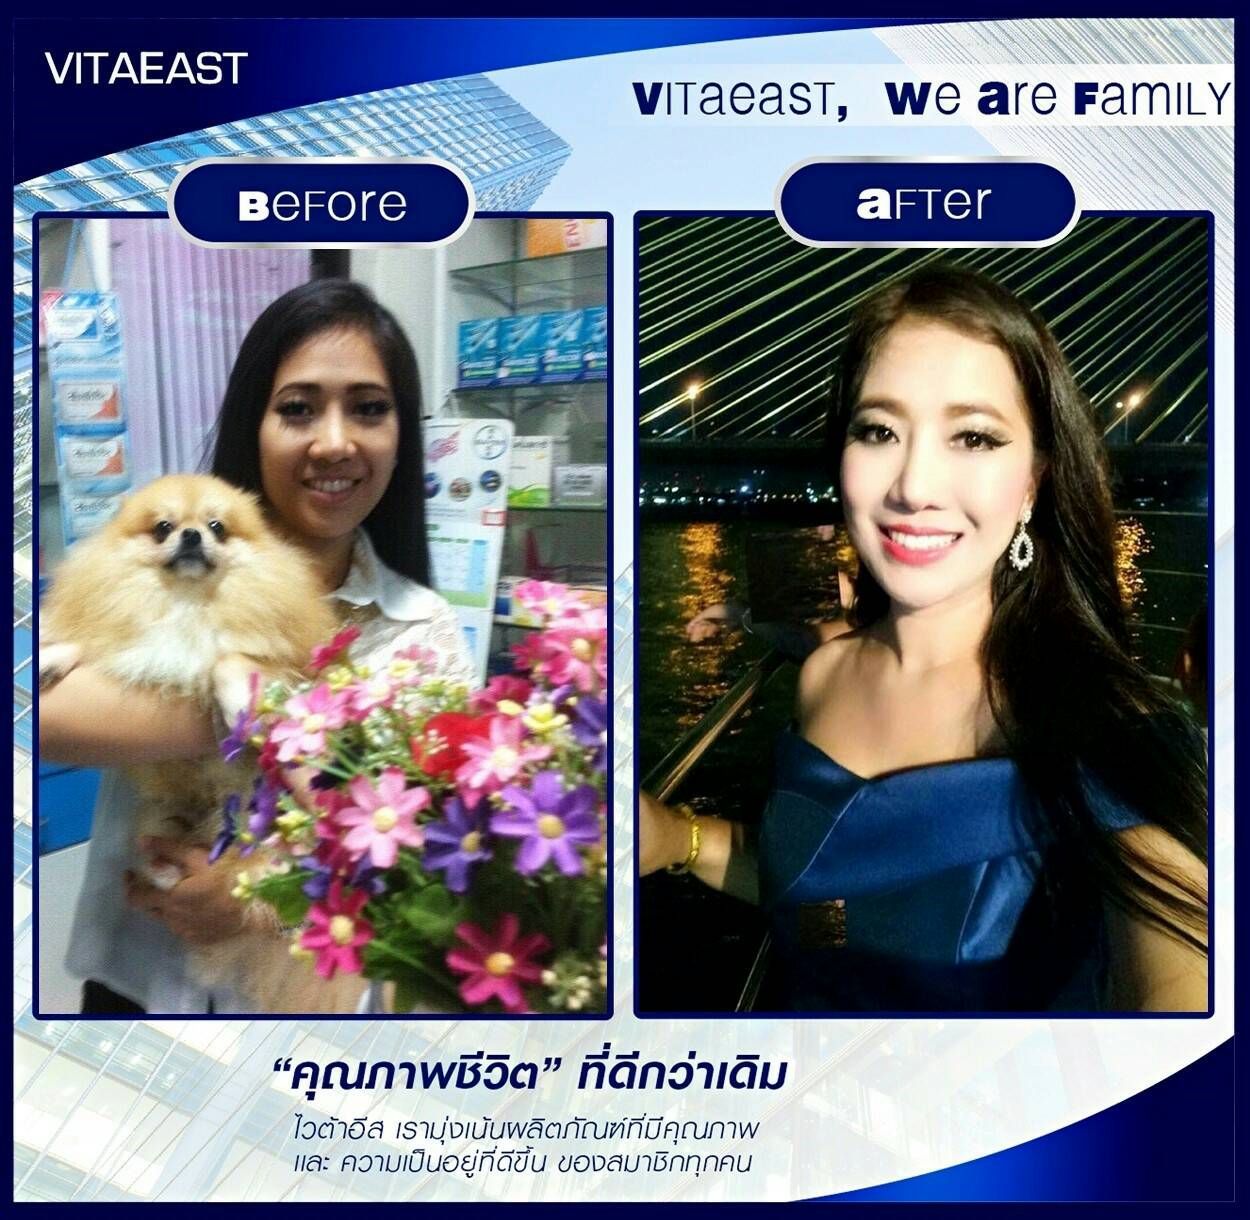 VITAEAST
VITaeasT, We are FamILY
BeFore
aFTer
“คุณภาพชีวิต” ที่ดีกว่าเดิม
ไวต้าอีส เรามุ่งเน้นผลิตภัณฑ์ที่มีคุณภาพ
และ ความเป็นอยู่ที่ดีขึ้น ของสมาชิกทุกคน